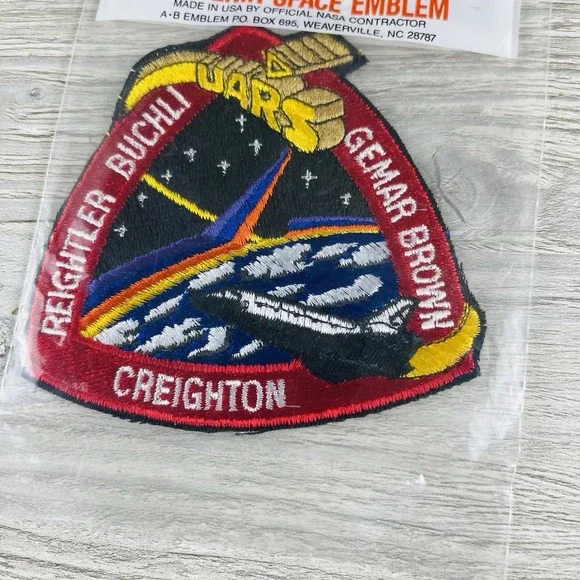 SPACE EMBLEM
MADE IN USA BY OFFICIAL NASA CONTRACTOR
A-B EMBLEM P.O. BOX 695, WEAVERVILLE, NC 28787
UARS
REIGHTLER BUCHLI
GEMAR BROWN
CREIGHTON